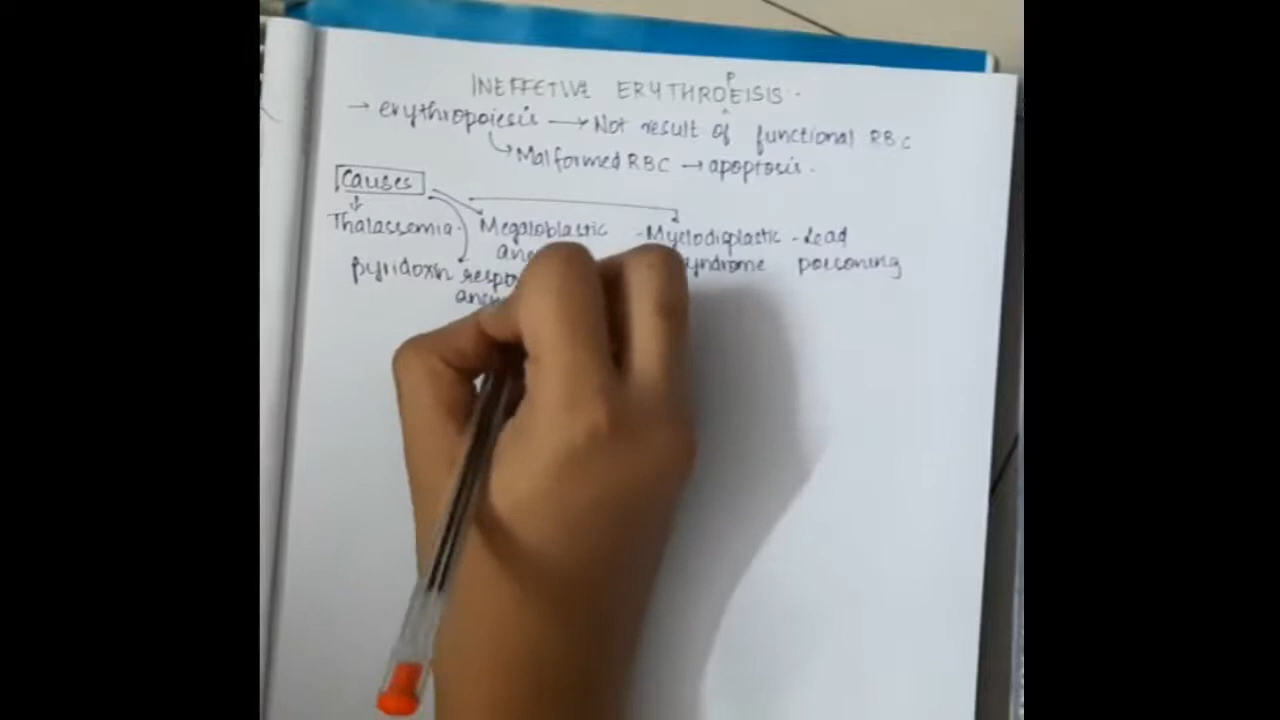 INEFFETIVE ERYTHROPEISIS.
→ erythropoiesis → Not result of functional RBC
↳ Malformed RBC → apoptosis.
Causes
Thalassemia. Megaloblastic - Myelodisplastic - Lead
syndrome poisoning
pyridoxin